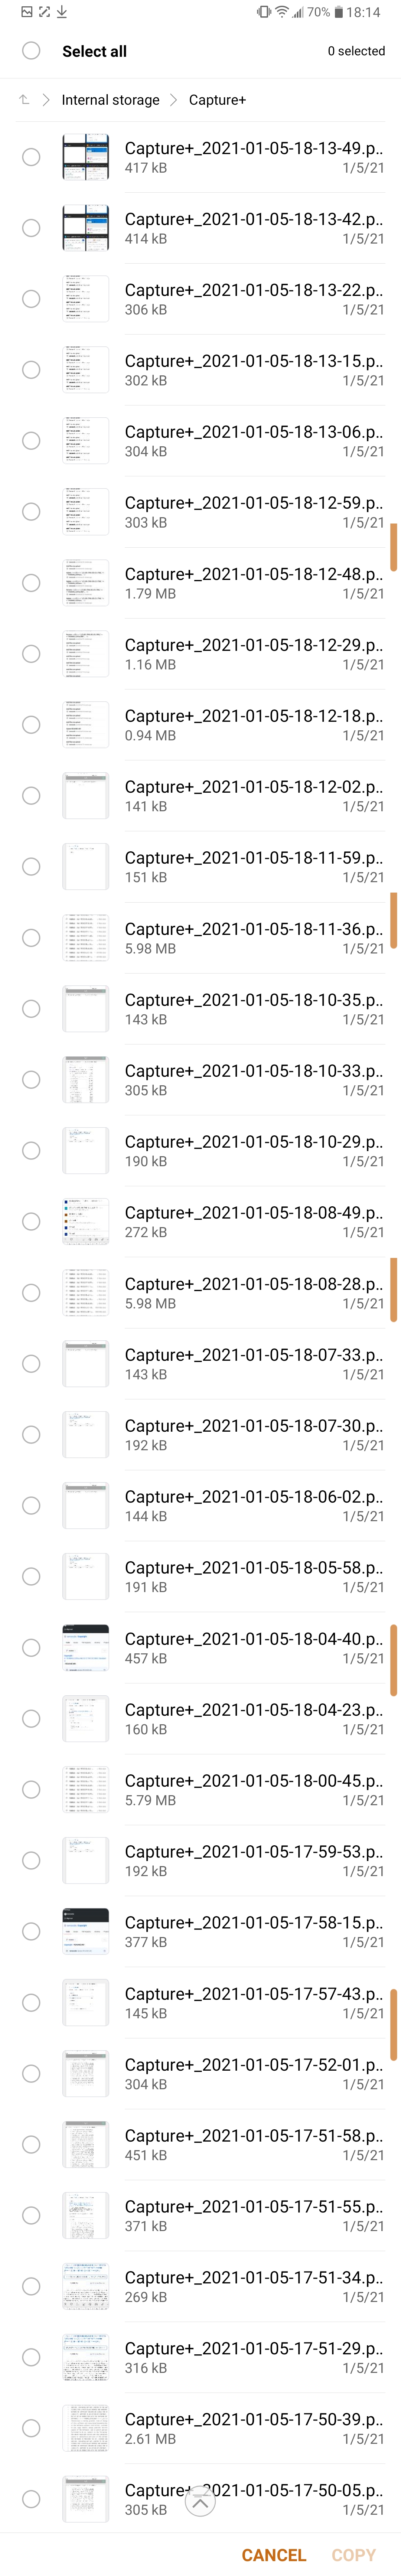 70% 18:14
Select all 0 selected
Internal storage Capture+
Capture+_2021-01-05-18-13-49.p..
417 kB 1/5/21
Capture+_2021-01-05-18-13-42.p..
414 kB 1/5/21
Capture+_2021-01-05-18-13-22.p..
306 kB 1/5/21
Capture+_2021-01-05-18-13-15.p..
302 kB 1/5/21
Capture+_2021-01-05-18-13-06.p..
304 kB 1/5/21
Capture+_2021-01-05-18-12-59.p..
303 kB 1/5/21
Capture+_2021-01-05-18-12-48.p..
1.79 MB 1/5/21
Capture+_2021-01-05-18-12-29.p..
1.16 MB 1/5/21
Capture+_2021-01-05-18-12-18.p..
0.94 MB 1/5/21
Capture+_2021-01-05-18-12-02.p..
141 kB 1/5/21
Capture+_2021-01-05-18-11-59.p..
151 kB 1/5/21
Capture+_2021-01-05-18-11-36.p..
5.98 MB 1/5/21
Capture+_2021-01-05-18-10-35.p..
143 kB 1/5/21
Capture+_2021-01-05-18-10-33.p..
305 kB 1/5/21
Capture+_2021-01-05-18-10-29.p..
190 kB 1/5/21
Capture+_2021-01-05-18-08-49.p..
272 kB 1/5/21
Capture+_2021-01-05-18-08-28.p..
5.98 MB 1/5/21
Capture+_2021-01-05-18-07-33.p..
143 kB 1/5/21
Capture+_2021-01-05-18-07-30.p..
192 kB 1/5/21
Capture+_2021-01-05-18-06-02.p..
144 kB 1/5/21
Capture+_2021-01-05-18-05-58.p..
191 kB 1/5/21
Capture+_2021-01-05-18-04-40.p..
457 kB 1/5/21
Capture+_2021-01-05-18-04-23.p..
160 kB 1/5/21
Capture+_2021-01-05-18-00-45.p..
5.79 MB 1/5/21
Capture+_2021-01-05-17-59-53.p..
192 kB 1/5/21
Capture+_2021-01-05-17-58-15.p..
377 kB 1/5/21
Capture+_2021-01-05-17-57-43.p..
145 kB 1/5/21
Capture+_2021-01-05-17-52-01.p..
304 kB 1/5/21
Capture+_2021-01-05-17-51-58.p..
451 kB 1/5/21
Capture+_2021-01-05-17-51-55.p..
371 kB 1/5/21
Capture+_2021-01-05-17-51-34.p..
269 kB 1/5/21
Capture+_2021-01-05-17-51-29.p..
316 kB 1/5/21
Capture+_2021-01-05-17-50-39.p..
2.61 MB 1/5/21
Capture+_2021-01-05-17-50-05.p..
305 kB 1/5/21
CANCEL COPY